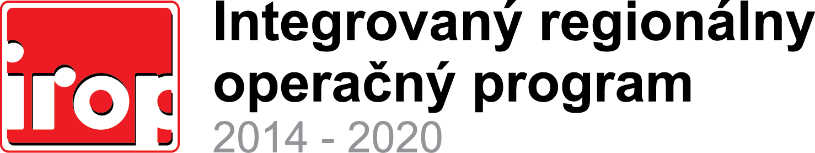 irop
Integrovaný regionálny
operačný program
2014 - 2020